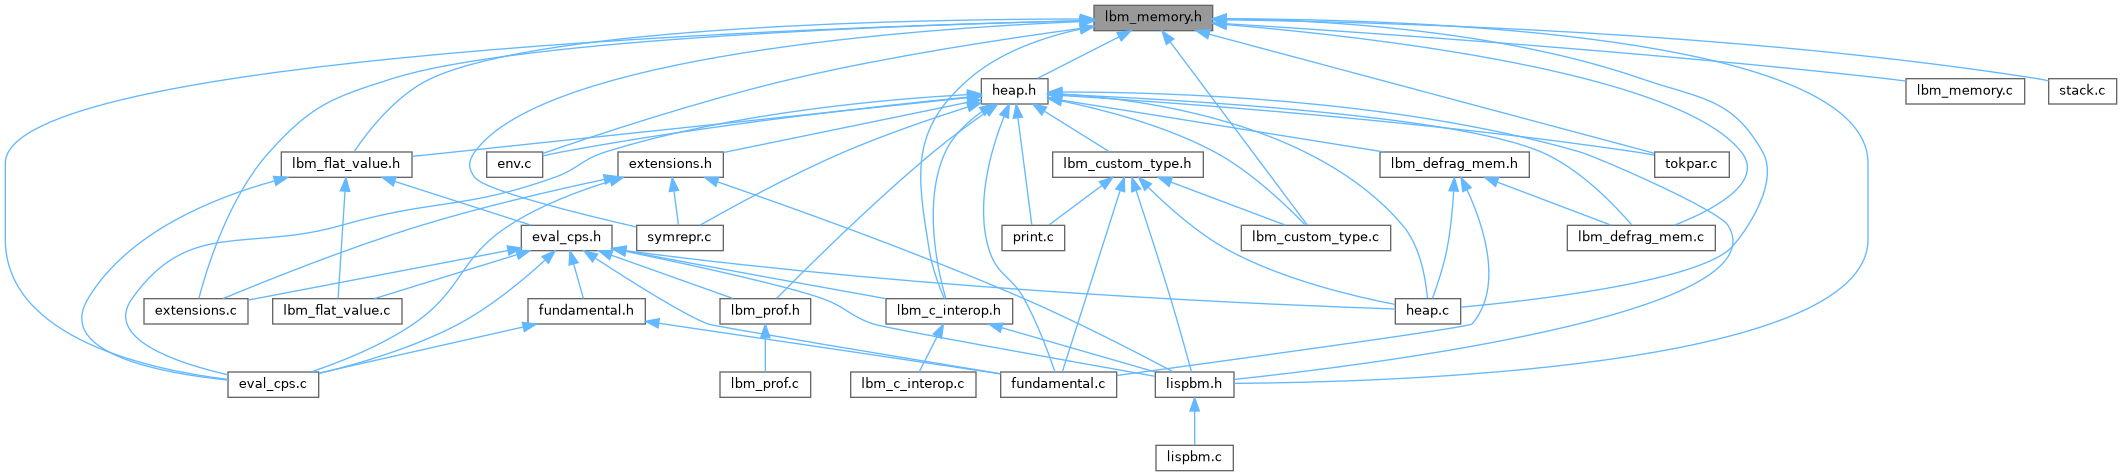 lbm_memory.h
heap.h
lbm_memory.c
stack.c
lbm_flat_value.h
env.c
extensions.h
lbm_custom_type.h
lbm_defrag_mem.h
tokpar.c
eval_cps.h
symrepr.c
print.c
lbm_custom_type.c
lbm_defrag_mem.c
extensions.c
lbm_flat_value.c
fundamental.h
lbm_prof.h
lbm_c_interop.h
heap.c
eval_cps.c
lbm_prof.c
lbm_c_interop.c
fundamental.c
lispbm.h
lispbm.c